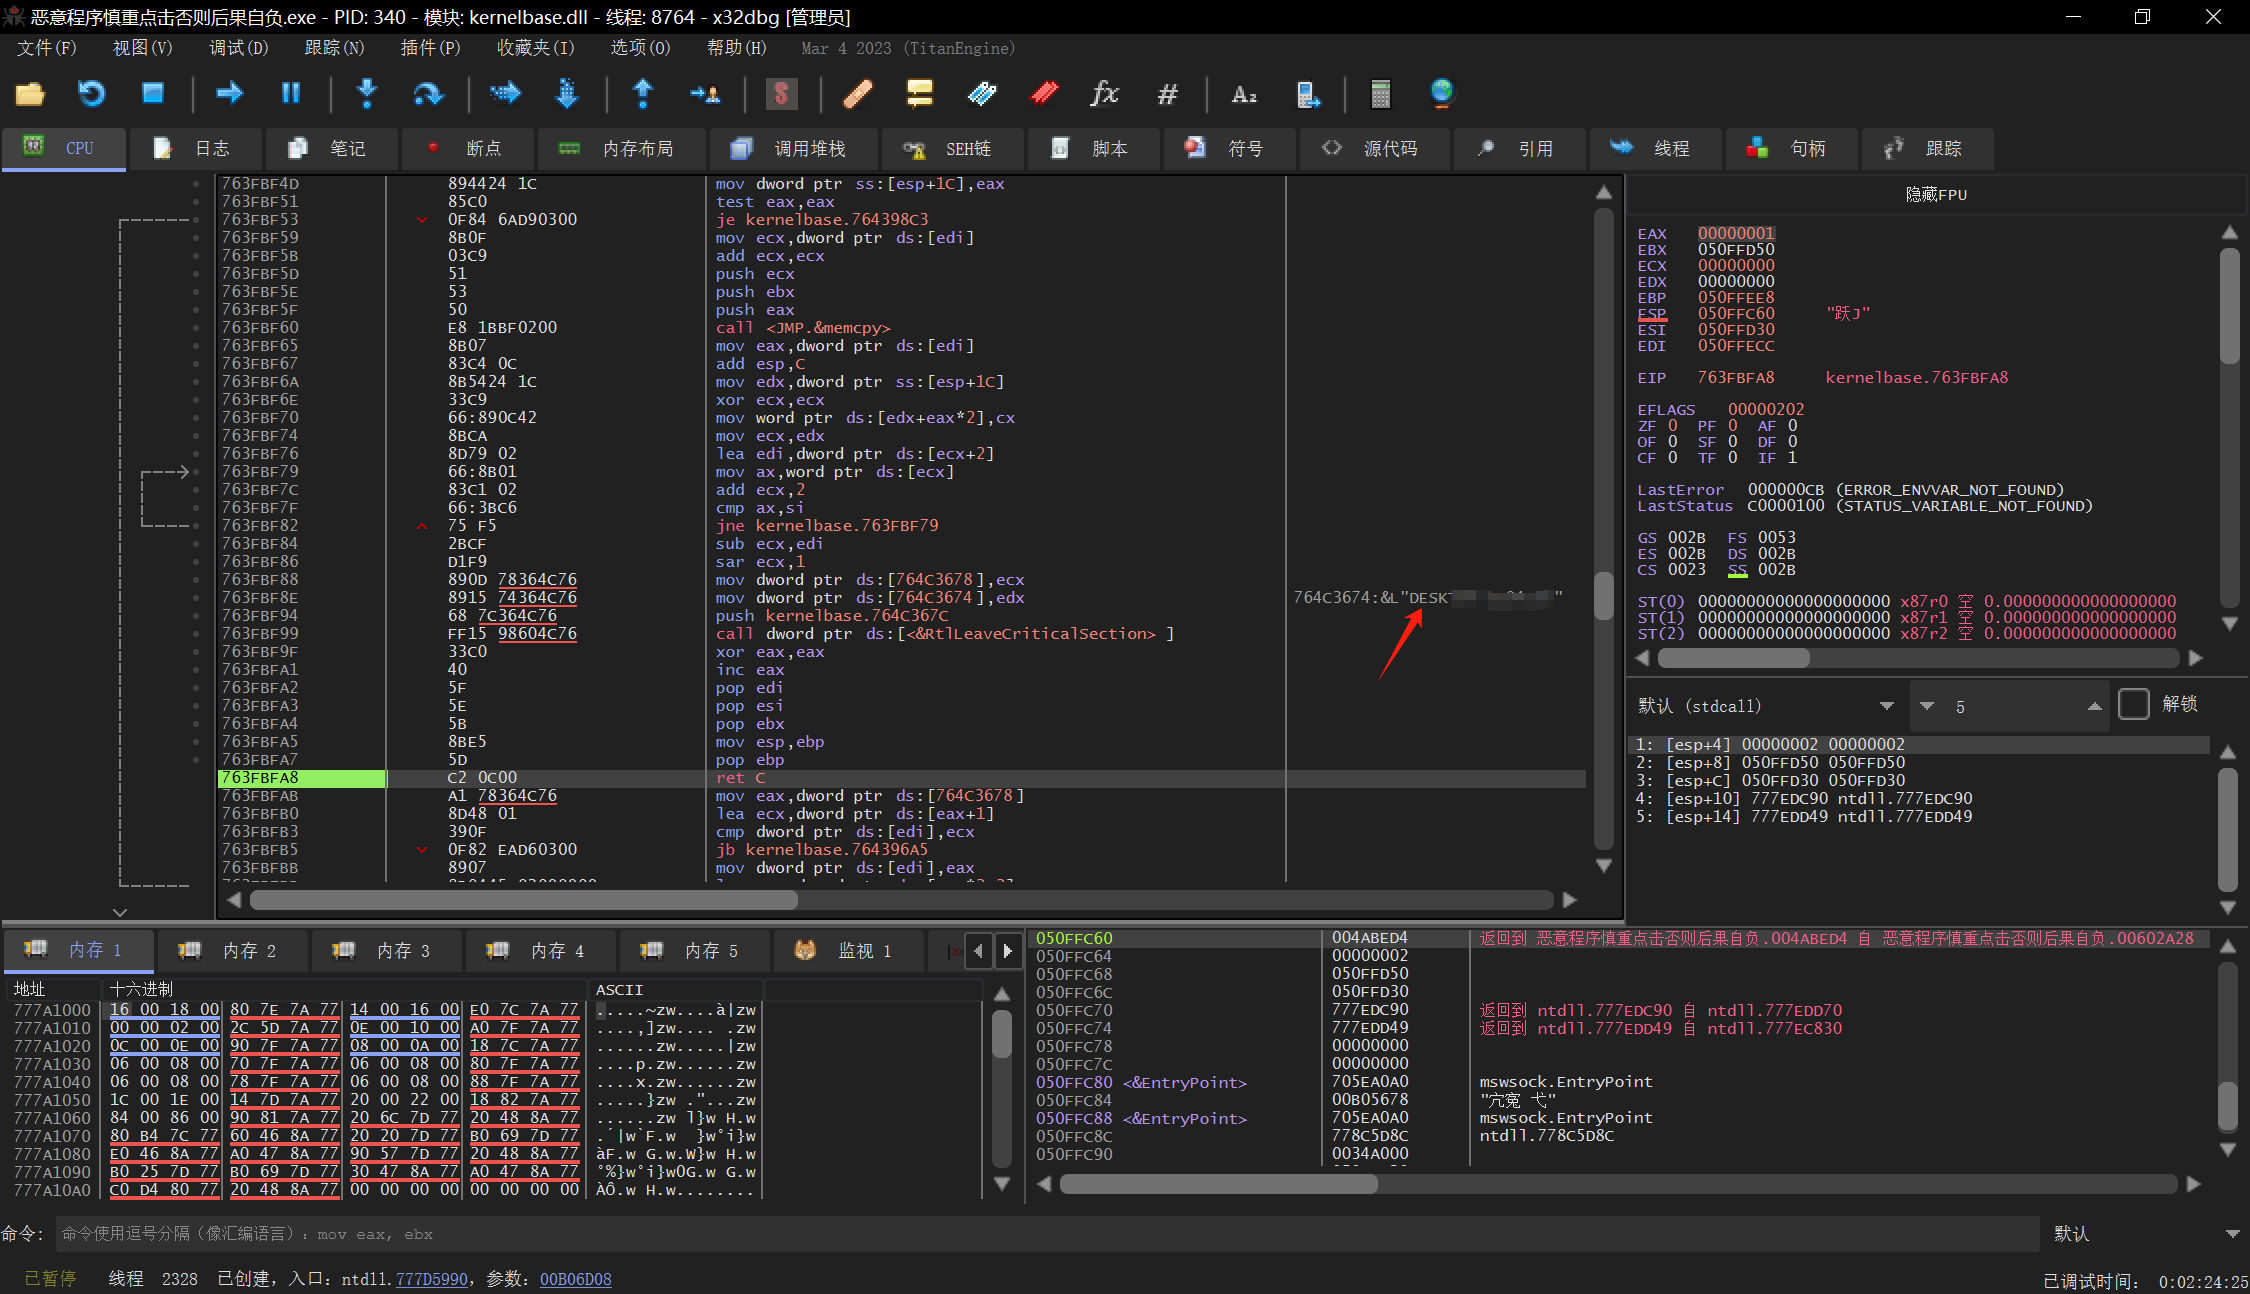 恶意程序慎重点击否则后果自负.exe - PID: 340 - 模块: kernelbase.dll - 线程: 8764 - x32dbg [管理员]
文件(F) 视图(V) 调试(D) 跟踪(N) 插件(P) 收藏夹(I) 选项(O) 帮助(H) Mar 4 2023 (TitanEngine)
CPU 日志 笔记 断点 内存布局 调用堆栈 SEH链 脚本 符号 源代码 引用 线程 句柄 跟踪
763FBF4D 894424 1C mov dword ptr ss:[esp+1C],eax
763FBF51 85C0 test eax,eax
763FBF53 0F84 6AD90300 je kernelbase.764398C3
763FBF59 8B0F mov ecx,dword ptr ds:[edi]
763FBF5B 03C9 add ecx,ecx
763FBF5D 51 push ecx
763FBF5E 53 push ebx
763FBF5F 50 push eax
763FBF60 E8 1BBF0200 call <JMP.&memcpy>
763FBF65 8B07 mov eax,dword ptr ds:[edi]
763FBF67 83C4 0C add esp,C
763FBF6A 8B5424 1C mov edx,dword ptr ss:[esp+1C]
763FBF6E 33C9 xor ecx,ecx
763FBF70 66:890C42 mov word ptr ds:[edx+eax*2],cx
763FBF74 8BCA mov ecx,edx
763FBF76 8D79 02 lea edi,dword ptr ds:[ecx+2]
763FBF79 66:8B01 mov ax,word ptr ds:[ecx]
763FBF7C 83C1 02 add ecx,2
763FBF7F 66:3BC6 cmp ax,si
763FBF82 75 F5 jne kernelbase.763FBF79
763FBF84 2BCF sub ecx,edi
763FBF86 D1F9 sar ecx,1
763FBF88 890D 78364C76 mov dword ptr ds:[764C3678],ecx
763FBF8E 8915 74364C76 mov dword ptr ds:[764C3674],edx 764C3674:&L"DESK
763FBF94 68 7C364C76 push kernelbase.764C367C
763FBF99 FF15 98604C76 call dword ptr ds:[<&RtlLeaveCriticalSection>]
763FBF9F 33C0 xor eax,eax
763FBFA1 40 inc eax
763FBFA2 5F pop edi
763FBFA3 5E pop esi
763FBFA4 5B pop ebx
763FBFA5 8BE5 mov esp,ebp
763FBFA7 5D pop ebp
763FBFA8 C2 0C00 ret C
763FBFAB A1 78364C76 mov eax,dword ptr ds:[764C3678]
763FBFB0 8D48 01 lea ecx,dword ptr ds:[eax+1]
763FBFB3 390F cmp dword ptr ds:[edi],ecx
763FBFB5 0F82 EAD60300 jb kernelbase.764396A5
763FBFBB 8907 mov dword ptr ds:[edi],eax
隐藏FPU
EAX 00000001
EBX 050FFD50
ECX 00000000
EDX 00000000
EBP 050FFEE8
ESP 050FFC60 "跃J"
ESI 050FFD30
EDI 050FFECC
EIP 763FBFA8 kernelbase.763FBFA8
EFLAGS 00000202
ZF 0 PF 0 AF 0
OF 0 SF 0 DF 0
CF 0 TF 0 IF 1
LastError 000000CB (ERROR_ENVVAR_NOT_FOUND)
LastStatus C0000100 (STATUS_VARIABLE_NOT_FOUND)
GS 002B FS 0053
ES 002B DS 002B
CS 0023 SS 002B
ST(0) 00000000000000000000 x87r0 空 0.000000000000000000
ST(1) 00000000000000000000 x87r1 空 0.000000000000000000
ST(2) 00000000000000000000 x87r2 空 0.000000000000000000
默认 (stdcall) 5 解锁
1: [esp+4] 00000002 00000002
2: [esp+8] 050FFD50 050FFD50
3: [esp+C] 050FFD30 050FFD30
4: [esp+10] 777EDC90 ntdll.777EDC90
5: [esp+14] 777EDD49 ntdll.777EDD49
内存 1 内存 2 内存 3 内存 4 内存 5 监视 1
地址 十六进制 ASCII
777A1000 16 00 18 00 80 7E 7A 77 14 00 16 00 E0 7C 7A 77 .....~zw....à|zw
777A1010 00 00 02 00 2C 5D 7A 77 0E 00 10 00 A0 7F 7A 77 ....,]zw.... .zw
777A1020 0C 00 0E 00 90 7F 7A 77 08 00 0A 00 18 7C 7A 77 ......zw.....|zw
777A1030 06 00 08 00 70 7F 7A 77 06 00 08 00 80 7F 7A 77 ....p.zw......zw
777A1040 06 00 08 00 78 7F 7A 77 06 00 08 00 88 7F 7A 77 ....x.zw......zw
777A1050 1C 00 1E 00 14 7D 7A 77 20 00 22 00 18 82 7A 77 .....}zw ."...zw
777A1060 84 00 86 00 90 81 7A 77 20 6C 7D 77 20 48 8A 77 ......zw l}w H.w
777A1070 80 B4 7C 77 60 46 8A 77 20 20 7D 77 B0 69 7D 77 .´|w`F.w  }w°i}w
777A1080 E0 46 8A 77 A0 47 8A 77 90 57 7D 77 20 48 8A 77 àF.w G.w.W}w H.w
777A1090 B0 25 7D 77 B0 69 7D 77 30 47 8A 77 A0 47 8A 77 °%}w°i}w0G.w G.w
777A10A0 C0 D4 80 77 20 48 8A 77 00 00 00 00 00 00 00 00 ÀÔ.w H.w........
050FFC60 004ABED4 返回到 恶意程序慎重点击否则后果自负.004ABED4 自 恶意程序慎重点击否则后果自负.00602A28
050FFC64 00000002
050FFC68 050FFD50
050FFC6C 050FFD30
050FFC70 777EDC90 返回到 ntdll.777EDC90 自 ntdll.777EDD70
050FFC74 777EDD49 返回到 ntdll.777EDD49 自 ntdll.777EC830
050FFC78 00000000
050FFC7C 00000000
050FFC80 <&EntryPoint> 705EA0A0 mswsock.EntryPoint
050FFC84 00B05678
050FFC88 <&EntryPoint> 705EA0A0 mswsock.EntryPoint
050FFC8C 778C5D8C ntdll.778C5D8C
050FFC90 0034A000
命令: 命令使用逗号分隔（像汇编语言）: mov eax, ebx 默认
已暂停 线程 2328 已创建，入口: ntdll.777D5990, 参数: 00B06D08 已调试时间: 0:02:24:25